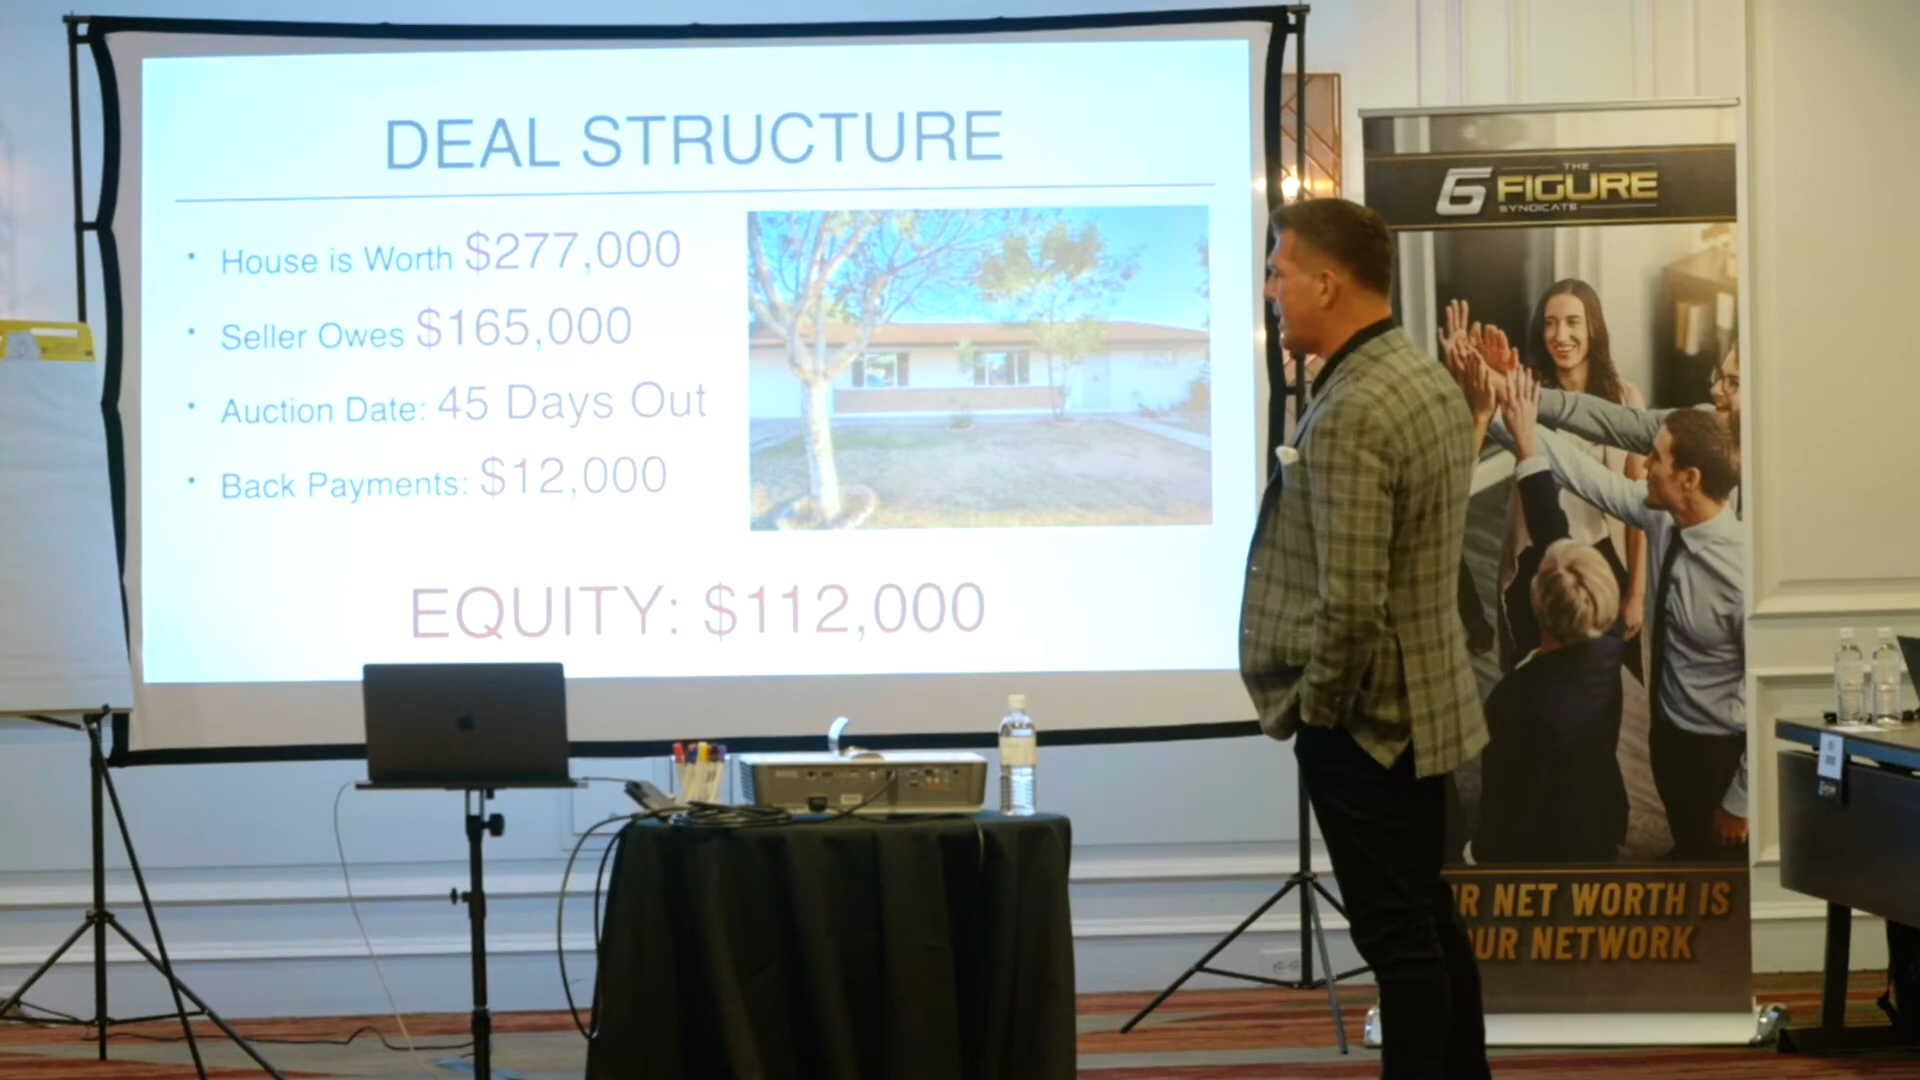 DEAL STRUCTURE
• House is Worth $277,000
• Seller Owes $165,000
• Auction Date: 45 Days Out
• Back Payments: $12,000
EQUITY: $112,000
THE
6 FIGURE
SYNDICATE
R NET WORTH IS
UR NETWORK